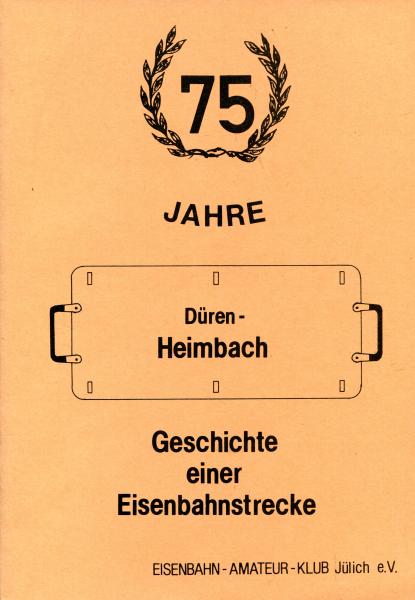 75
JAHRE
Düren -
Heimbach
Geschichte
einer
Eisenbahnstrecke
EISENBAHN - AMATEUR - KLUB Jülich e.V.